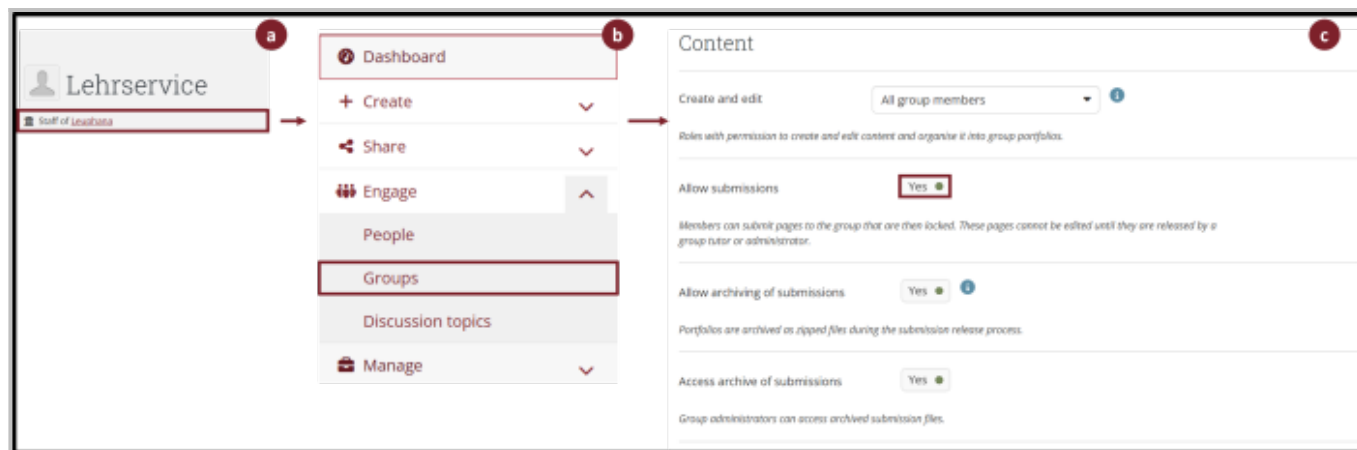 a
Lehrservice
Staff of Leuphana
b
Dashboard
Create
Share
Engage
People
Groups
Discussion topics
Manage
c
Content
Create and edit
All group members
Roles with permission to create and edit content and organise it into group portfolios.
Allow submissions
Yes
Members can submit pages to the group that are then locked. These pages cannot be edited until they are released by a
group tutor or administrator.
Allow archiving of submissions
Yes
Portfolios are archived as zipped files during the submission release process.
Access archive of submissions
Yes
Group administrators can access archived submission files.